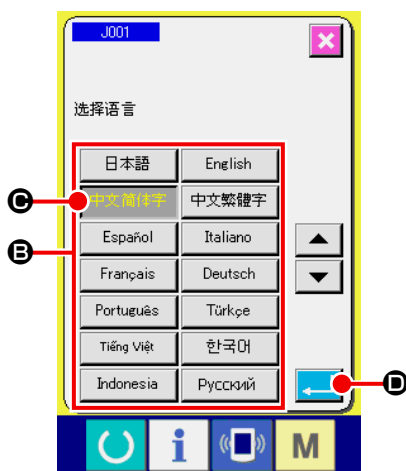 J001
选择语言
日本語 English
C 中文简体字 中文繁體字
B Español Italiano
Français Deutsch
Português Türkçe
Tiếng Việt 한국어
Indonesia Русский D
i M